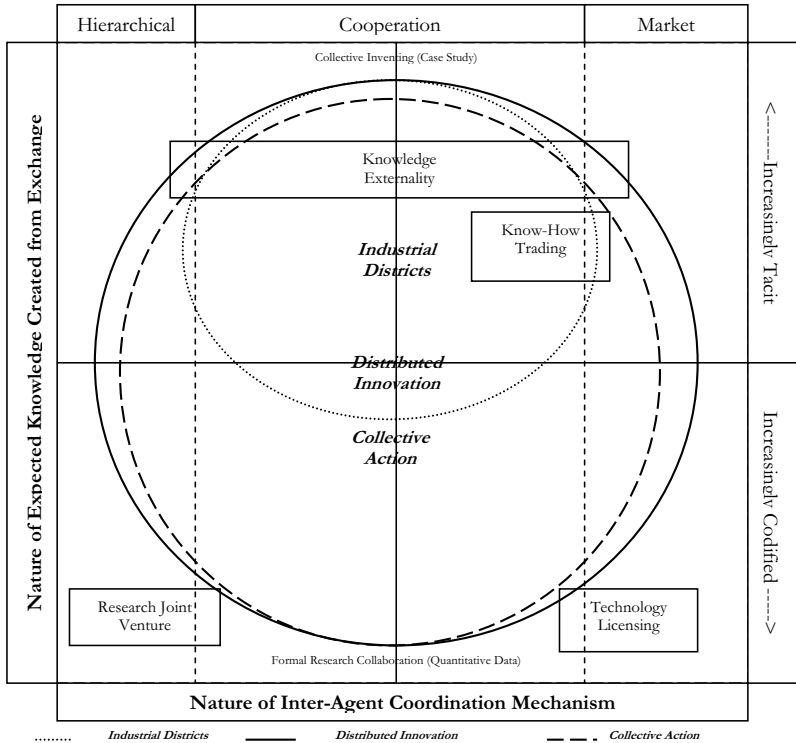 Hierarchical
Cooperation
Market
Collective Inventing (Case Study)
Knowledge
Externality
Know-How
Trading
Industrial
Districts
Distributed
Innovation
Collective
Action
Research Joint
Venture
Technology
Licensing
Formal Research Collaboration (Quantitative Data)
Nature of Expected Knowledge Created from Exchange
<-------Increasingly Tacit
Increasingly Codified ----->
Nature of Inter-Agent Coordination Mechanism
Industrial Districts
Distributed Innovation
Collective Action